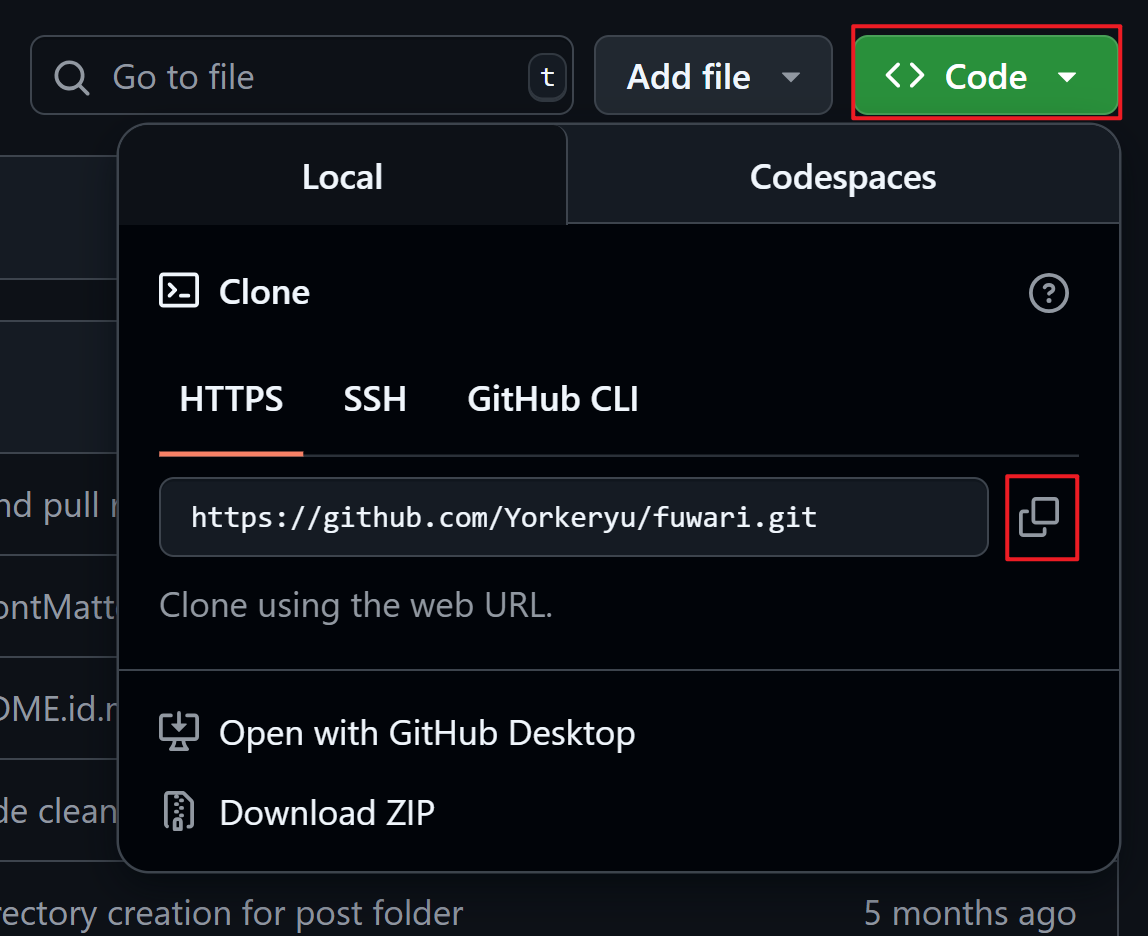 Go to file t Add file Code
Local Codespaces
Clone
HTTPS SSH GitHub CLI
https://github.com/Yorkeryu/fuwari.git
Clone using the web URL.
Open with GitHub Desktop
Download ZIP
nd pull
ontMatt
DME.id.
de clean
rectory creation for post folder 5 months ago